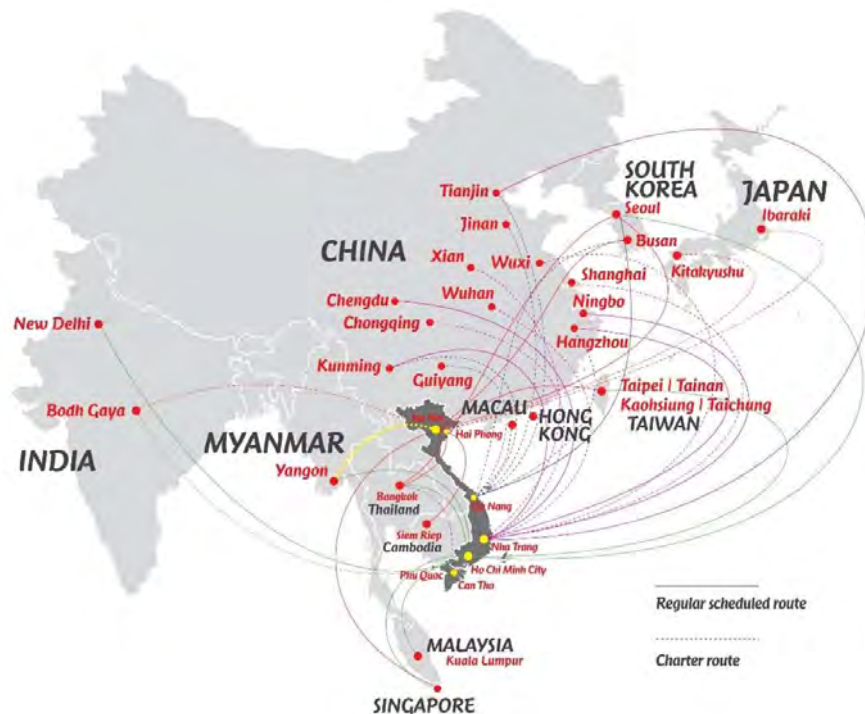 SOUTH
KOREA
JAPAN
Tianjin
Seoul
Ibaraki
Jinan
Busan
CHINA
Xian
Wuxi
Shanghai
Kitakyushu
Chengdu
Wuhan
Ningbo
New Delhi
Chongqing
Hangzhou
Kunming
Guiyang
Taipei | Tainan
Bodh Gaya
MACAU
HONG
KONG
Kaohsiung | Taichung
TAIWAN
Hai Phong
MYANMAR
INDIA
Yangon
Bangkok
Thailand
Nang
Siem Riep
Cambodia
Nha Trang
Phu Quoc
Ho Chi Minh City
Can Tho
Regular scheduled route
MALAYSIA
Kuala Lumpur
Charter route
SINGAPORE